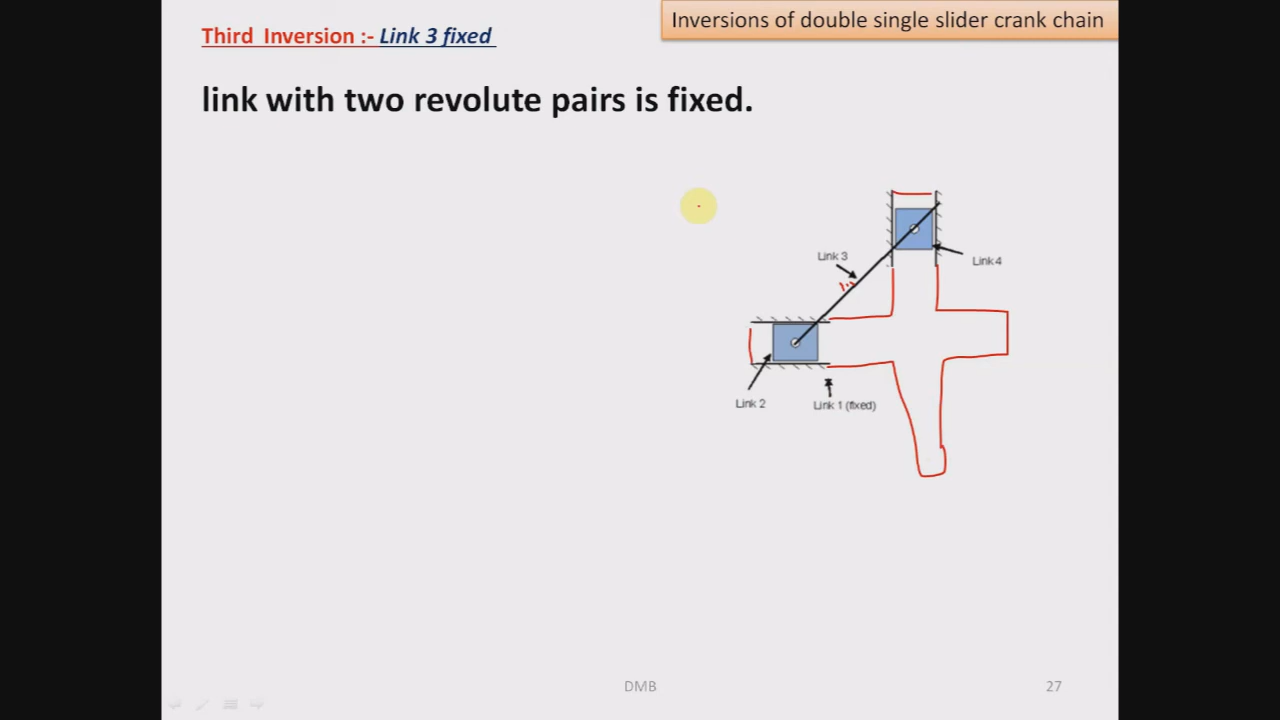 Inversions of double single slider crank chain
Third Inversion :- Link 3 fixed
link with two revolute pairs is fixed.
Link 3
Link 4
Link 2
Link 1 (fixed)
DMB
27